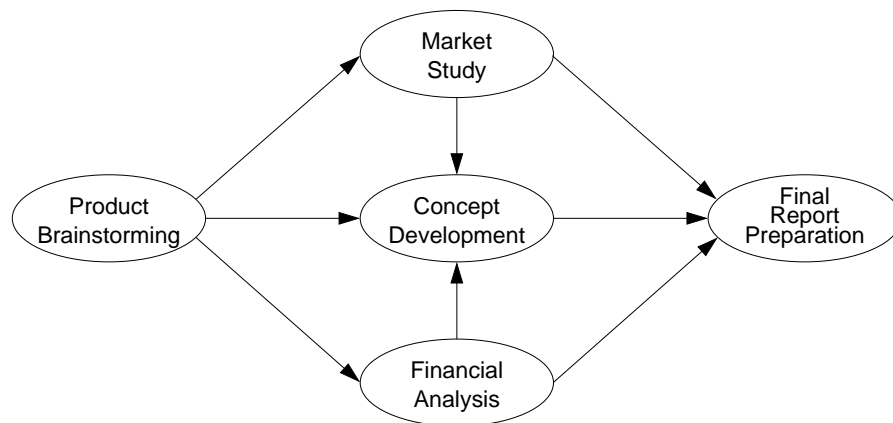 Market
Study
Product
Brainstorming
Concept
Development
Final
Report
Preparation
Financial
Analysis